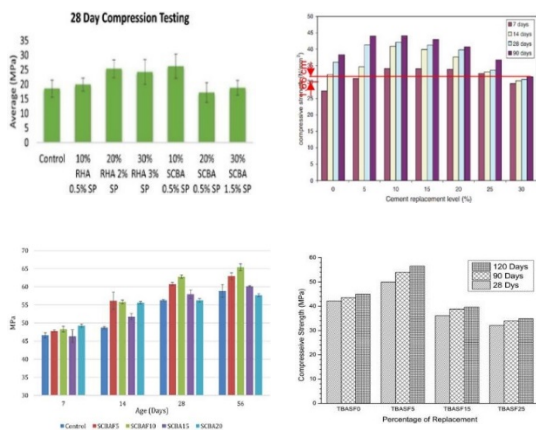 28 Day Compression Testing
Average (MPa)
35
30
25
20
15
10
5
0
Control
10% RHA 0.5% SP
20% RHA 2% SP
30% RHA 3% SP
10% SCBA 0.5% SP
20% SCBA 0.5% SP
30% SCBA 1.5% SP
50
45
40
35
30
25
20
15
10
5
0
7 days
14 days
28 days
90 days
compressive strength
0 5 10 15 20 25 30
Cement replacement level (%)
MPa
70
65
60
55
50
45
40
35
30
7 14 28 56
Age (Days)
Control SCBAF5 SCBAF10 SCBA15 SCBA20
Compresseive Strength (MPa)
60
50
40
30
20
10
0
120 Days
90 Days
28 Dys
TBASF0 TBASF5 TBASF15 TBASF25
Percentage of Replacement